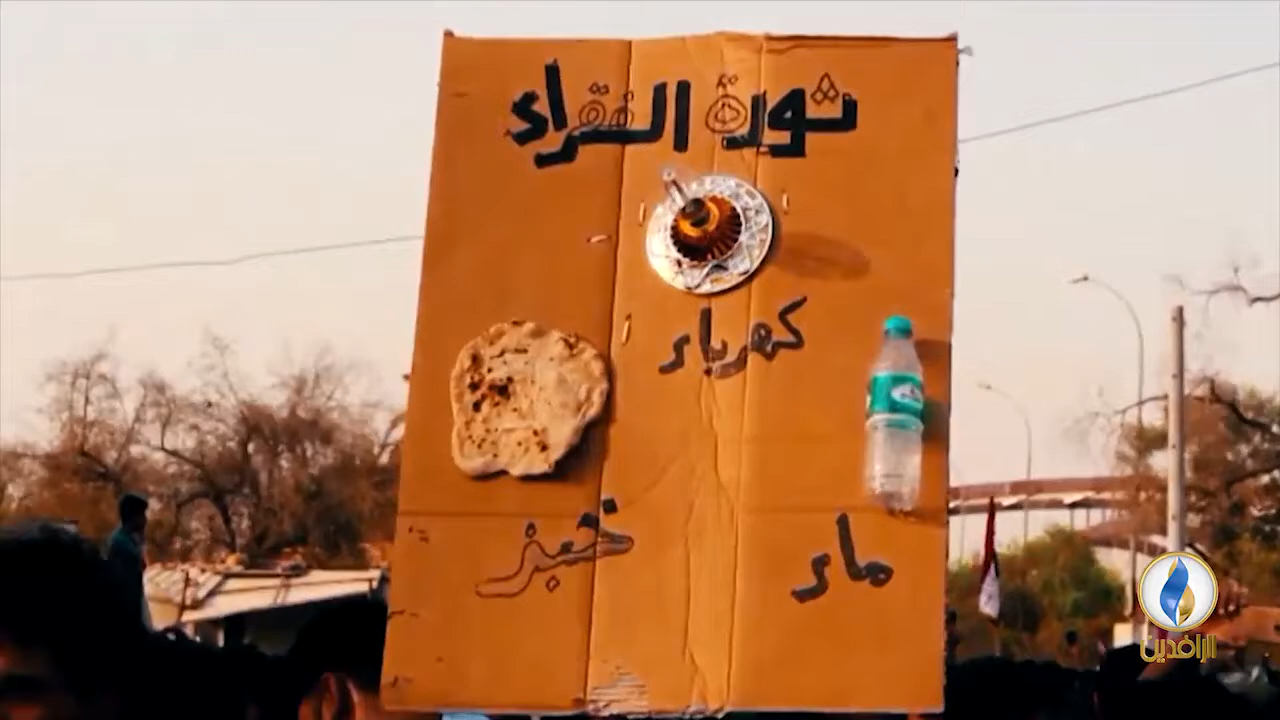 ثورة الفقراء
كهرباء
ماء
خبز
الرافدين